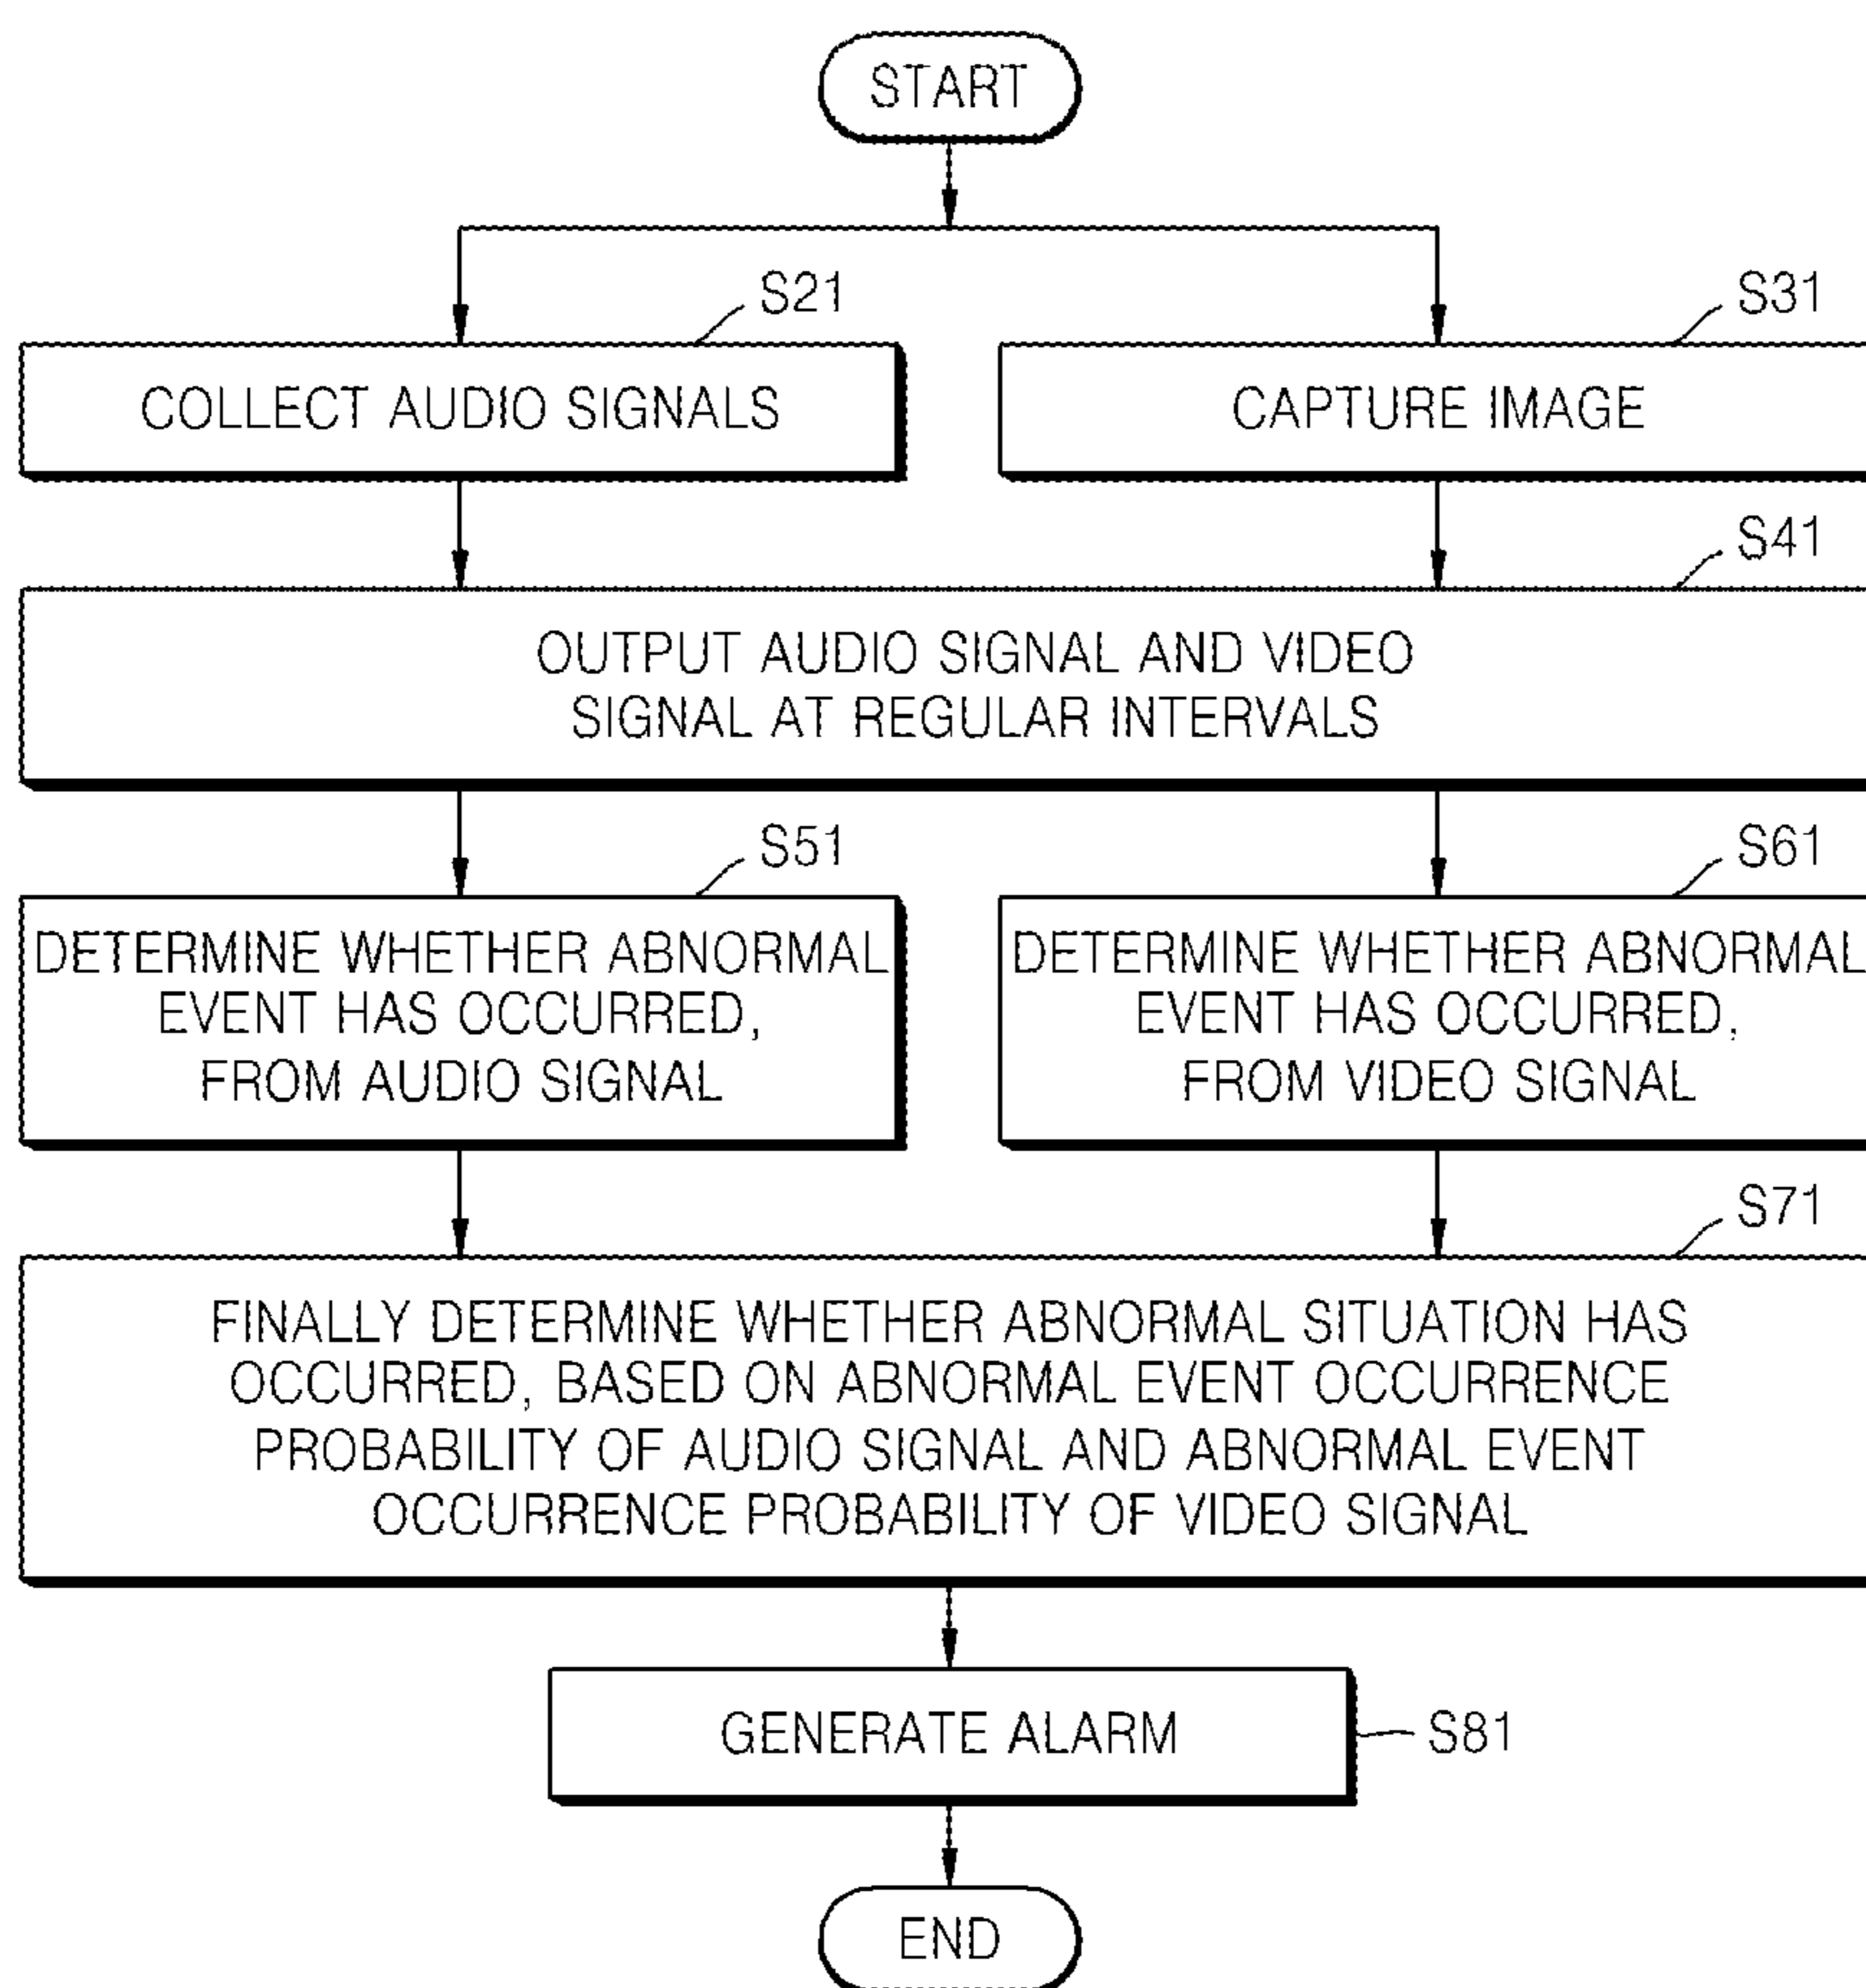 START
S21
COLLECT AUDIO SIGNALS
S31
CAPTURE IMAGE
S41
OUTPUT AUDIO SIGNAL AND VIDEO
SIGNAL AT REGULAR INTERVALS
S51
DETERMINE WHETHER ABNORMAL
EVENT HAS OCCURRED,
FROM AUDIO SIGNAL
S61
DETERMINE WHETHER ABNORMAL
EVENT HAS OCCURRED,
FROM VIDEO SIGNAL
S71
FINALLY DETERMINE WHETHER ABNORMAL SITUATION HAS
OCCURRED, BASED ON ABNORMAL EVENT OCCURRENCE
PROBABILITY OF AUDIO SIGNAL AND ABNORMAL EVENT
OCCURRENCE PROBABILITY OF VIDEO SIGNAL
GENERATE ALARM
S81
END